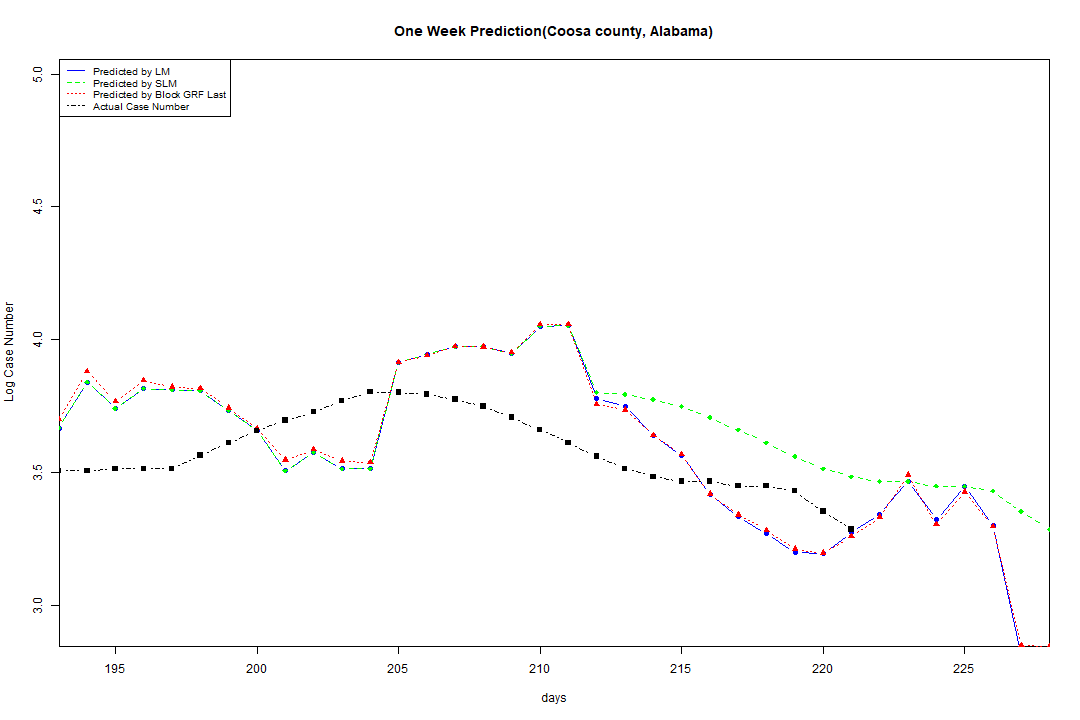 One Week Prediction(Coosa county, Alabama)
Predicted by LM
Predicted by SLM
Predicted by Block GRF Last
Actual Case Number
Log Case Number
5.0
4.5
4.0
3.5
3.0
195 200 205 210 215 220 225
days